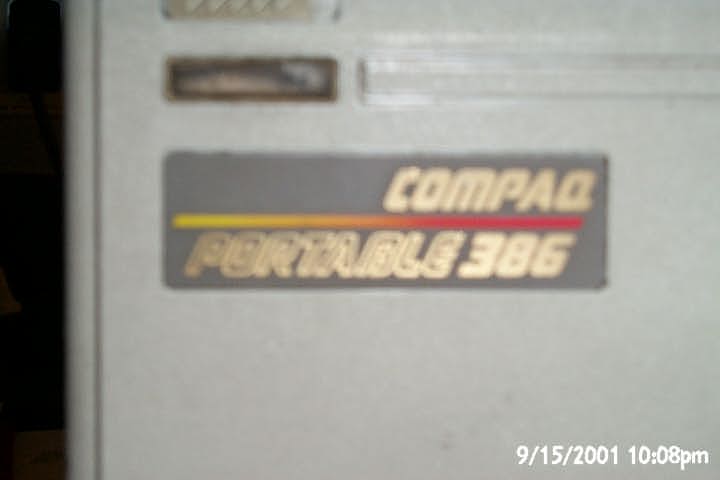 COMPAQ
PORTABLE 386
9/15/2001 10:08pm